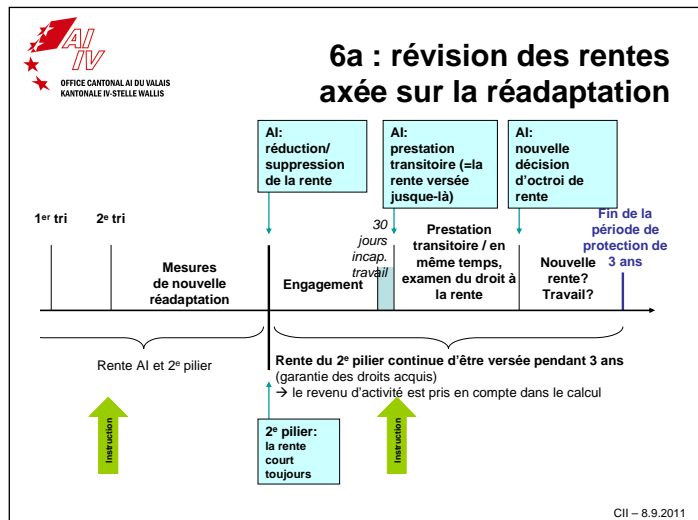 AI
IV
OFFICE CANTONAL AI DU VALAIS
KANTONALE IV-STELLE WALLIS
6a : révision des rentes
axée sur la réadaptation
AI:
réduction/
suppression
de la rente
AI:
prestation
transitoire (=la
rente versée
jusque-là)
AI:
nouvelle
décision
d'octroi de
rente
1er tri
2e tri
Mesures
de nouvelle
réadaptation
Engagement
30
jours
incap.
travail
Prestation
transitoire / en
même temps,
examen du droit à
la rente
Nouvelle
rente?
Travail?
Fin de la
période de
protection de
3 ans
Rente AI et 2e pilier
Rente du 2e pilier continue d'être versée pendant 3 ans
(garantie des droits acquis)
→ le revenu d'activité est pris en compte dans le calcul
Instruction
2e pilier:
la rente
court
toujours
Instruction
CII – 8.9.2011